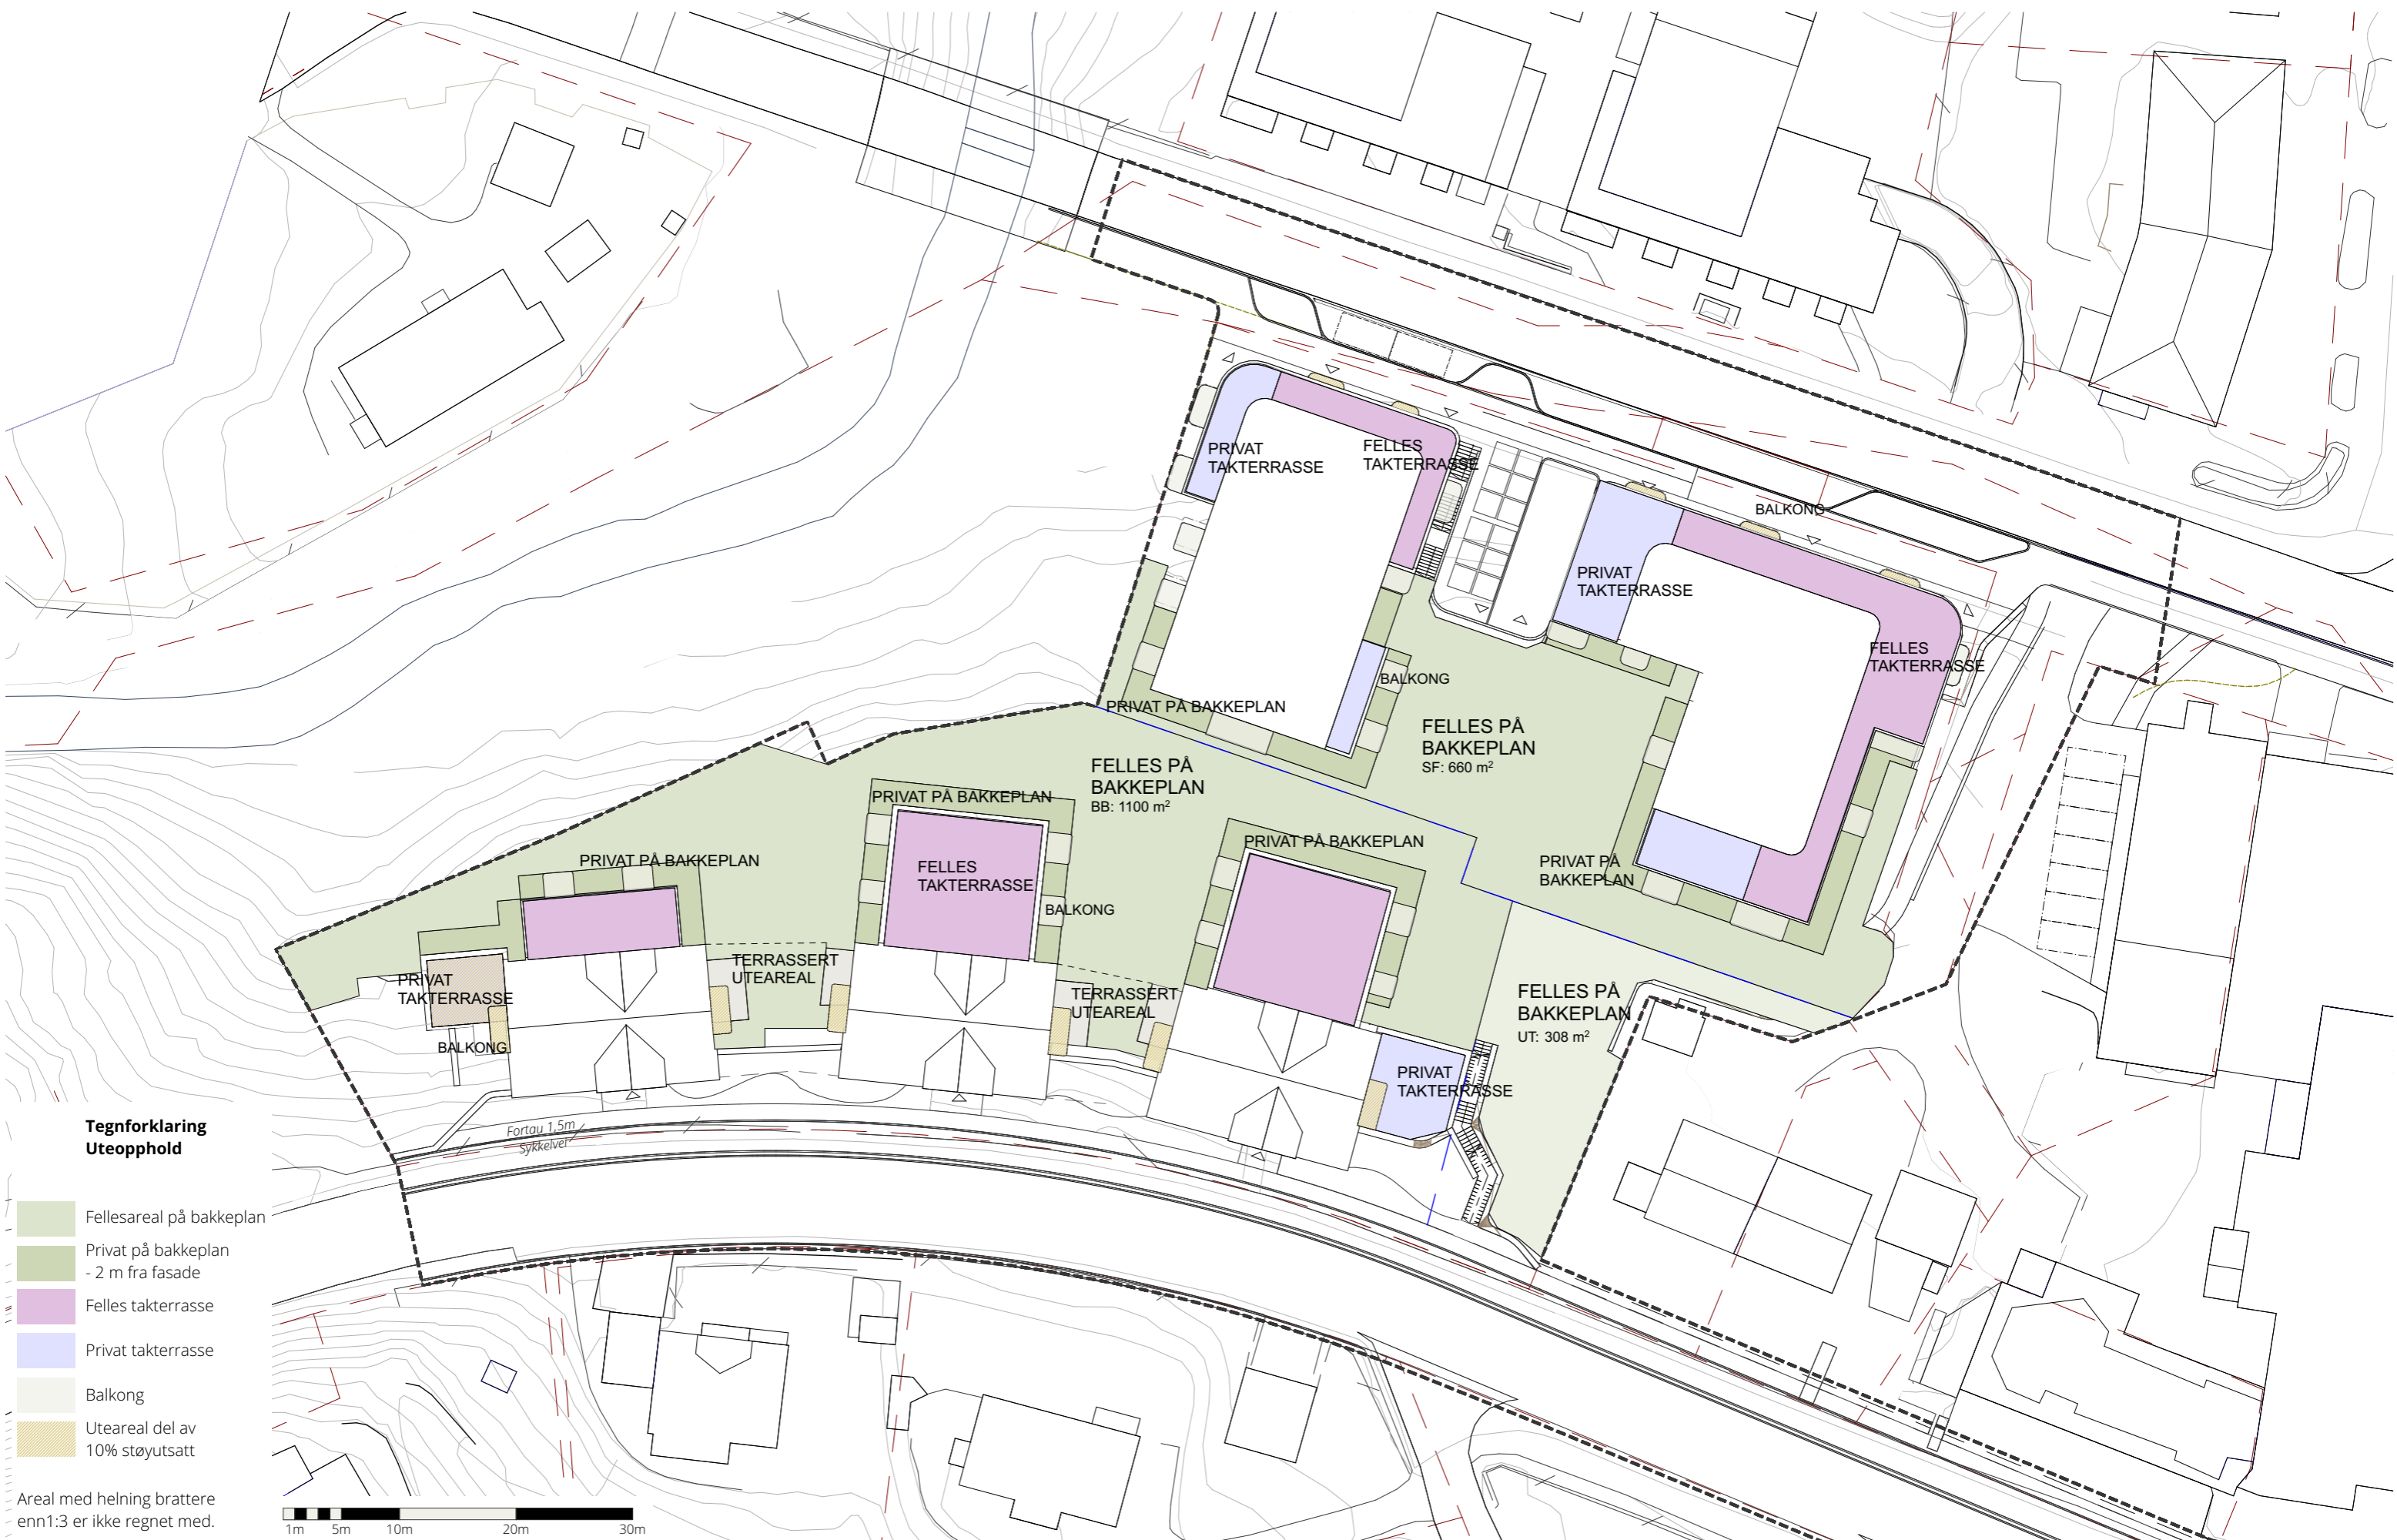 PRIVAT
TAKTERRASSE
FELLES
TAKTERRASSE
BALKONG
PRIVAT
TAKTERRASSE
FELLES
TAKTERRASSE
BALKONG
PRIVAT PÅ BAKKEPLAN
FELLES PÅ
BAKKEPLAN
SF: 660 m²
FELLES PÅ
BAKKEPLAN
BB: 1100 m²
PRIVAT PÅ BAKKEPLAN
PRIVAT PÅ BAKKEPLAN
PRIVAT PÅ BAKKEPLAN
FELLES
TAKTERRASSE
PRIVAT PÅ
BAKKEPLAN
BALKONG
TERRASSERT
UTEAREAL
PRIVAT
TAKTERRASSE
TERRASSERT
UTEAREAL
FELLES PÅ
BAKKEPLAN
UT: 308 m²
BALKONG
PRIVAT
TAKTERRASSE
Fortau 1,5m
Sykkelvei
Tegnforklaring
Uteopphold
Fellesareal på bakkeplan
Privat på bakkeplan
- 2 m fra fasade
Felles takterrasse
Privat takterrasse
Balkong
Uteareal del av
10% støyutsatt
Areal med helning brattere
enn1:3 er ikke regnet med.
1m 5m 10m 20m 30m